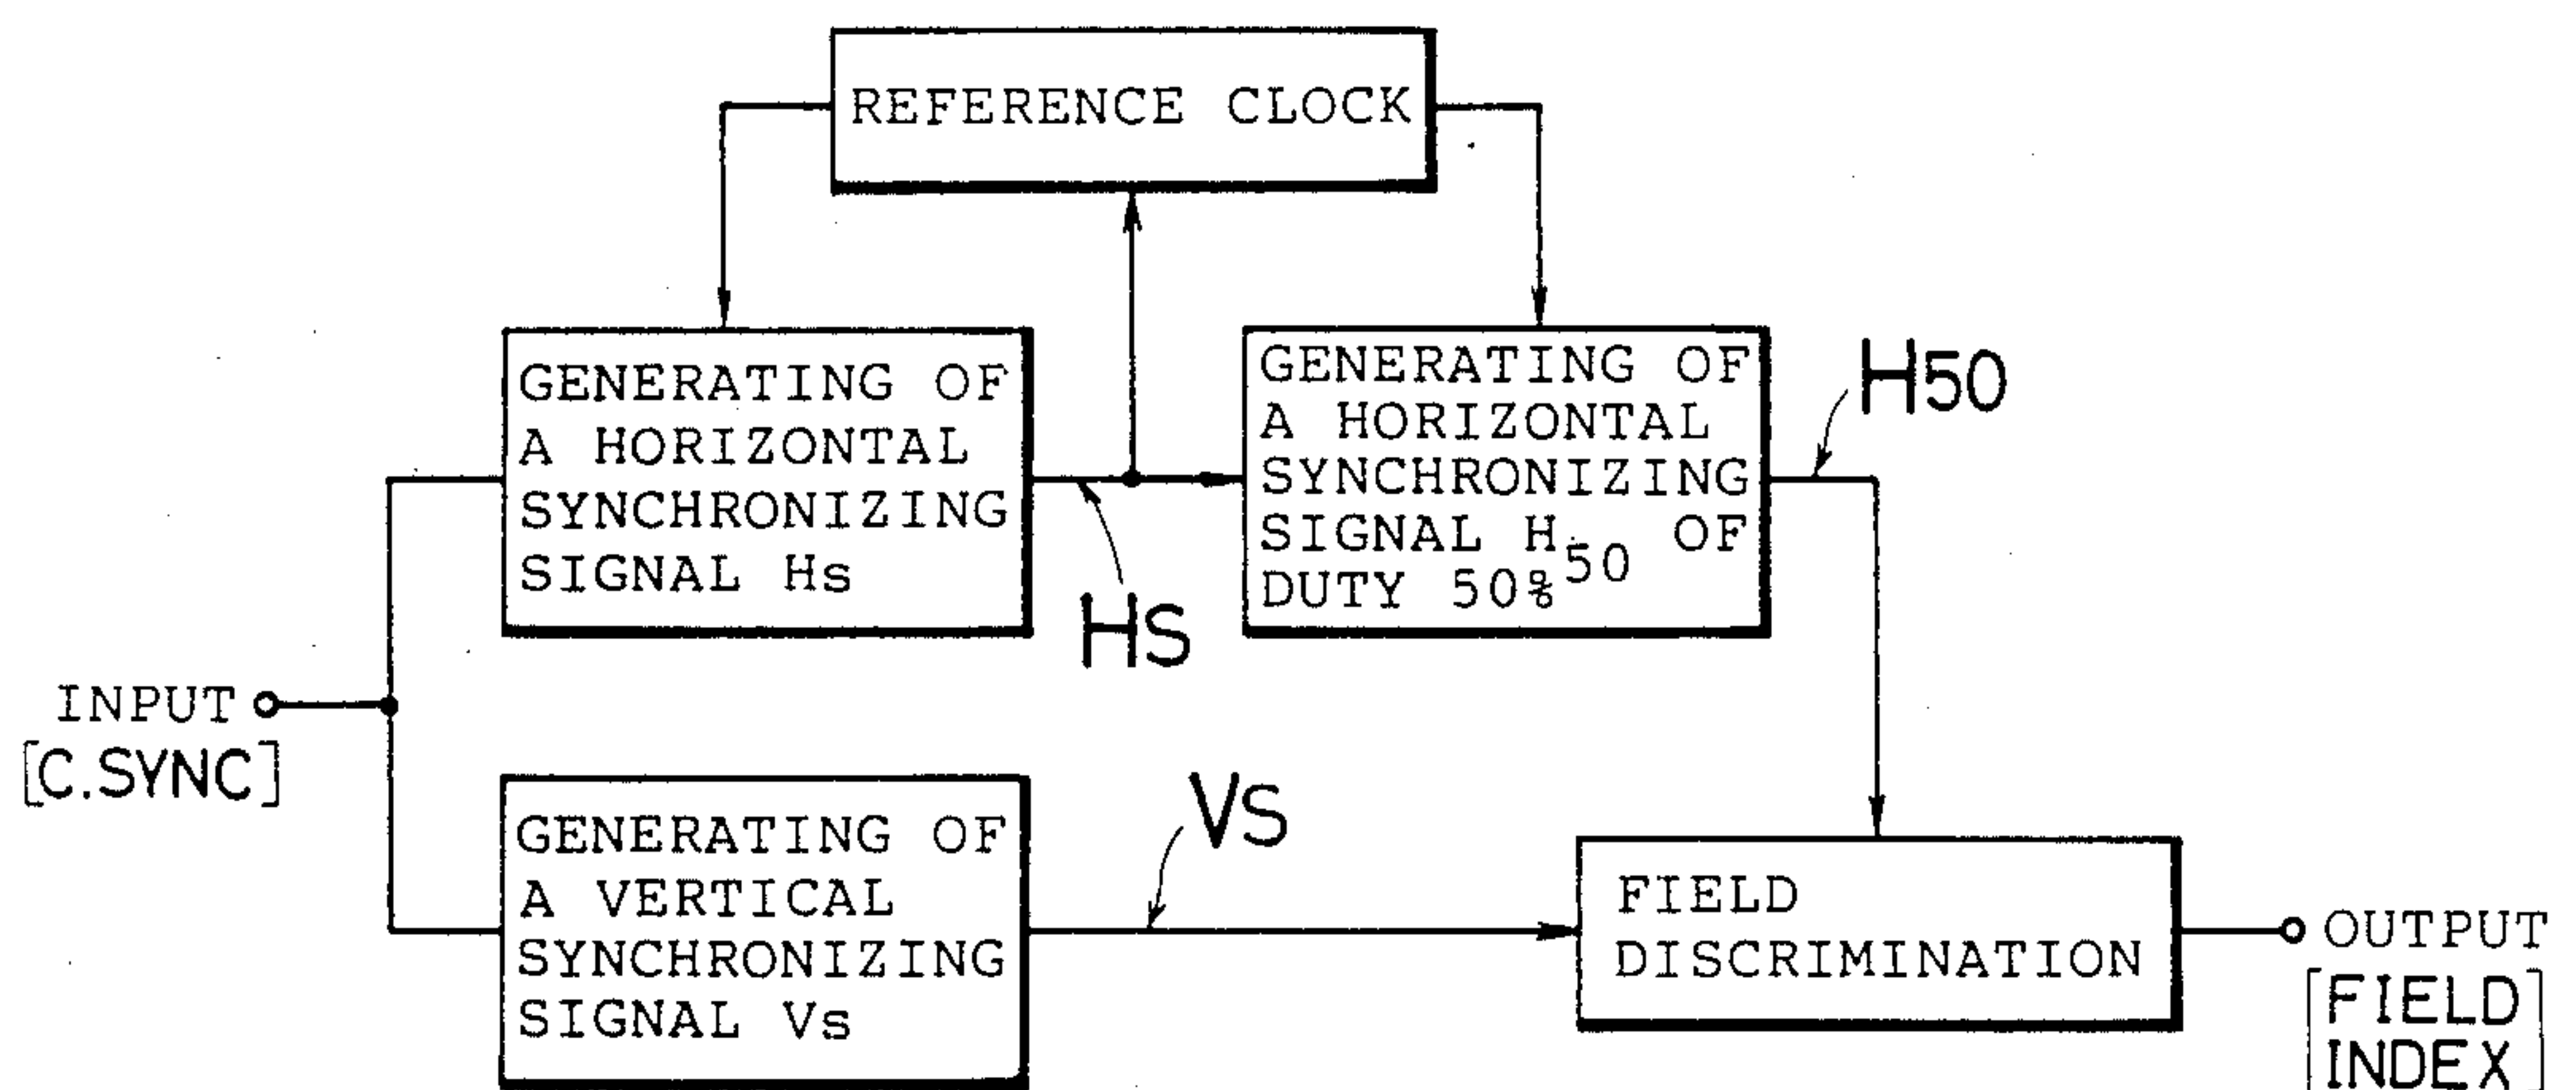 REFERENCE CLOCK
GENERATING OF
A HORIZONTAL
SYNCHRONIZING
SIGNAL Hs
GENERATING OF
A HORIZONTAL
SYNCHRONIZING
SIGNAL H50 OF
DUTY 50%
H50
HS
INPUT
[C.SYNC]
GENERATING OF
A VERTICAL
SYNCHRONIZING
SIGNAL Vs
VS
FIELD
DISCRIMINATION
OUTPUT
[FIELD
INDEX]